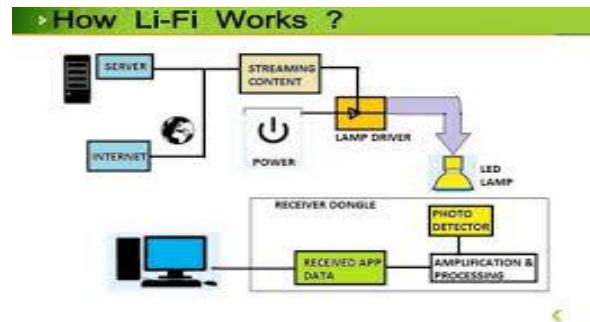 How Li-Fi Works ?
SERVER
STREAMING
CONTENT
LAMP DRIVER
POWER
INTERNET
LED
LAMP
RECEIVER DONGLE
PHOTO
DETECTOR
RECEIVED APP
DATA
AMPLIFICATION &
PROCESSING